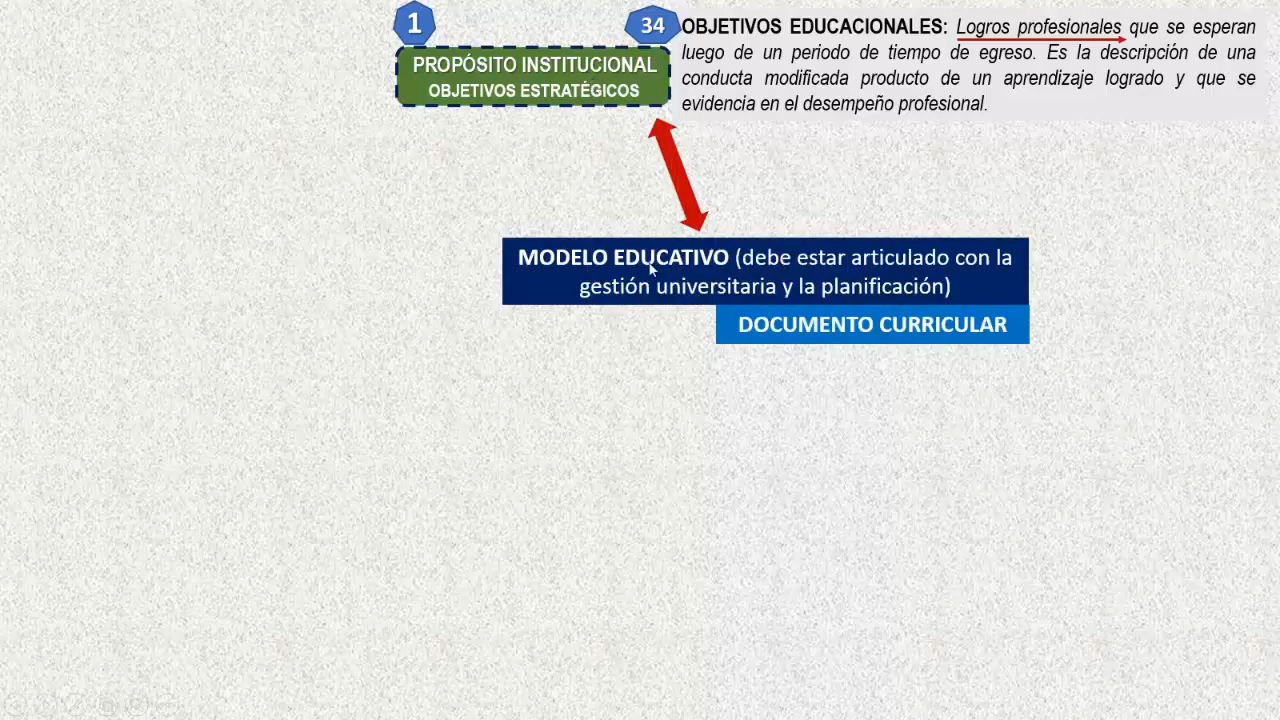 1
PROPÓSITO INSTITUCIONAL
OBJETIVOS ESTRATÉGICOS
34
OBJETIVOS EDUCACIONALES: Logros profesionales que se esperan
luego de un periodo de tiempo de egreso. Es la descripción de una
conducta modificada producto de un aprendizaje logrado y que se
evidencia en el desempeño profesional.
MODELO EDUCATIVO (debe estar articulado con la
gestión universitaria y la planificación)
DOCUMENTO CURRICULAR